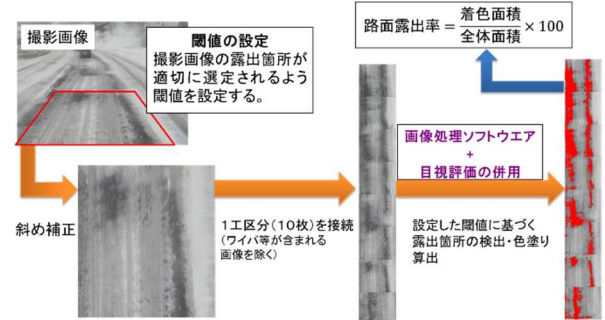 撮影画像
閾値の設定
撮影画像の露出箇所が
適切に選定されるよう
閾値を設定する。
路面露出率＝着色面積/全体面積×100
画像処理ソフトウエア
+
目視評価の併用
斜め補正
1工区分(10枚)を接続
(ワイパ等が含まれる
画像を除く)
設定した閾値に基づく
露出箇所の検出・色塗り
算出